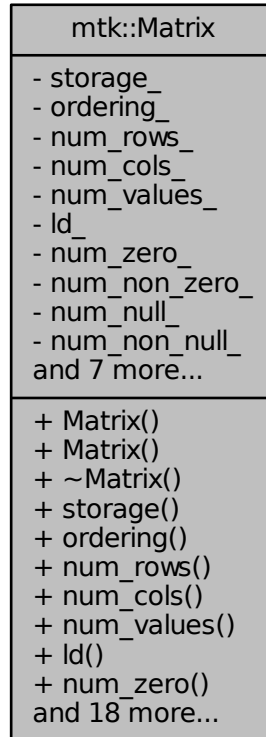 mtk::Matrix
- storage_
- ordering_
- num_rows_
- num_cols_
- num_values_
- ld_
- num_zero_
- num_non_zero_
- num_null_
- num_non_null_
and 7 more...
+ Matrix()
+ Matrix()
+ ~Matrix()
+ storage()
+ ordering()
+ num_rows()
+ num_cols()
+ num_values()
+ ld()
+ num_zero()
and 18 more...